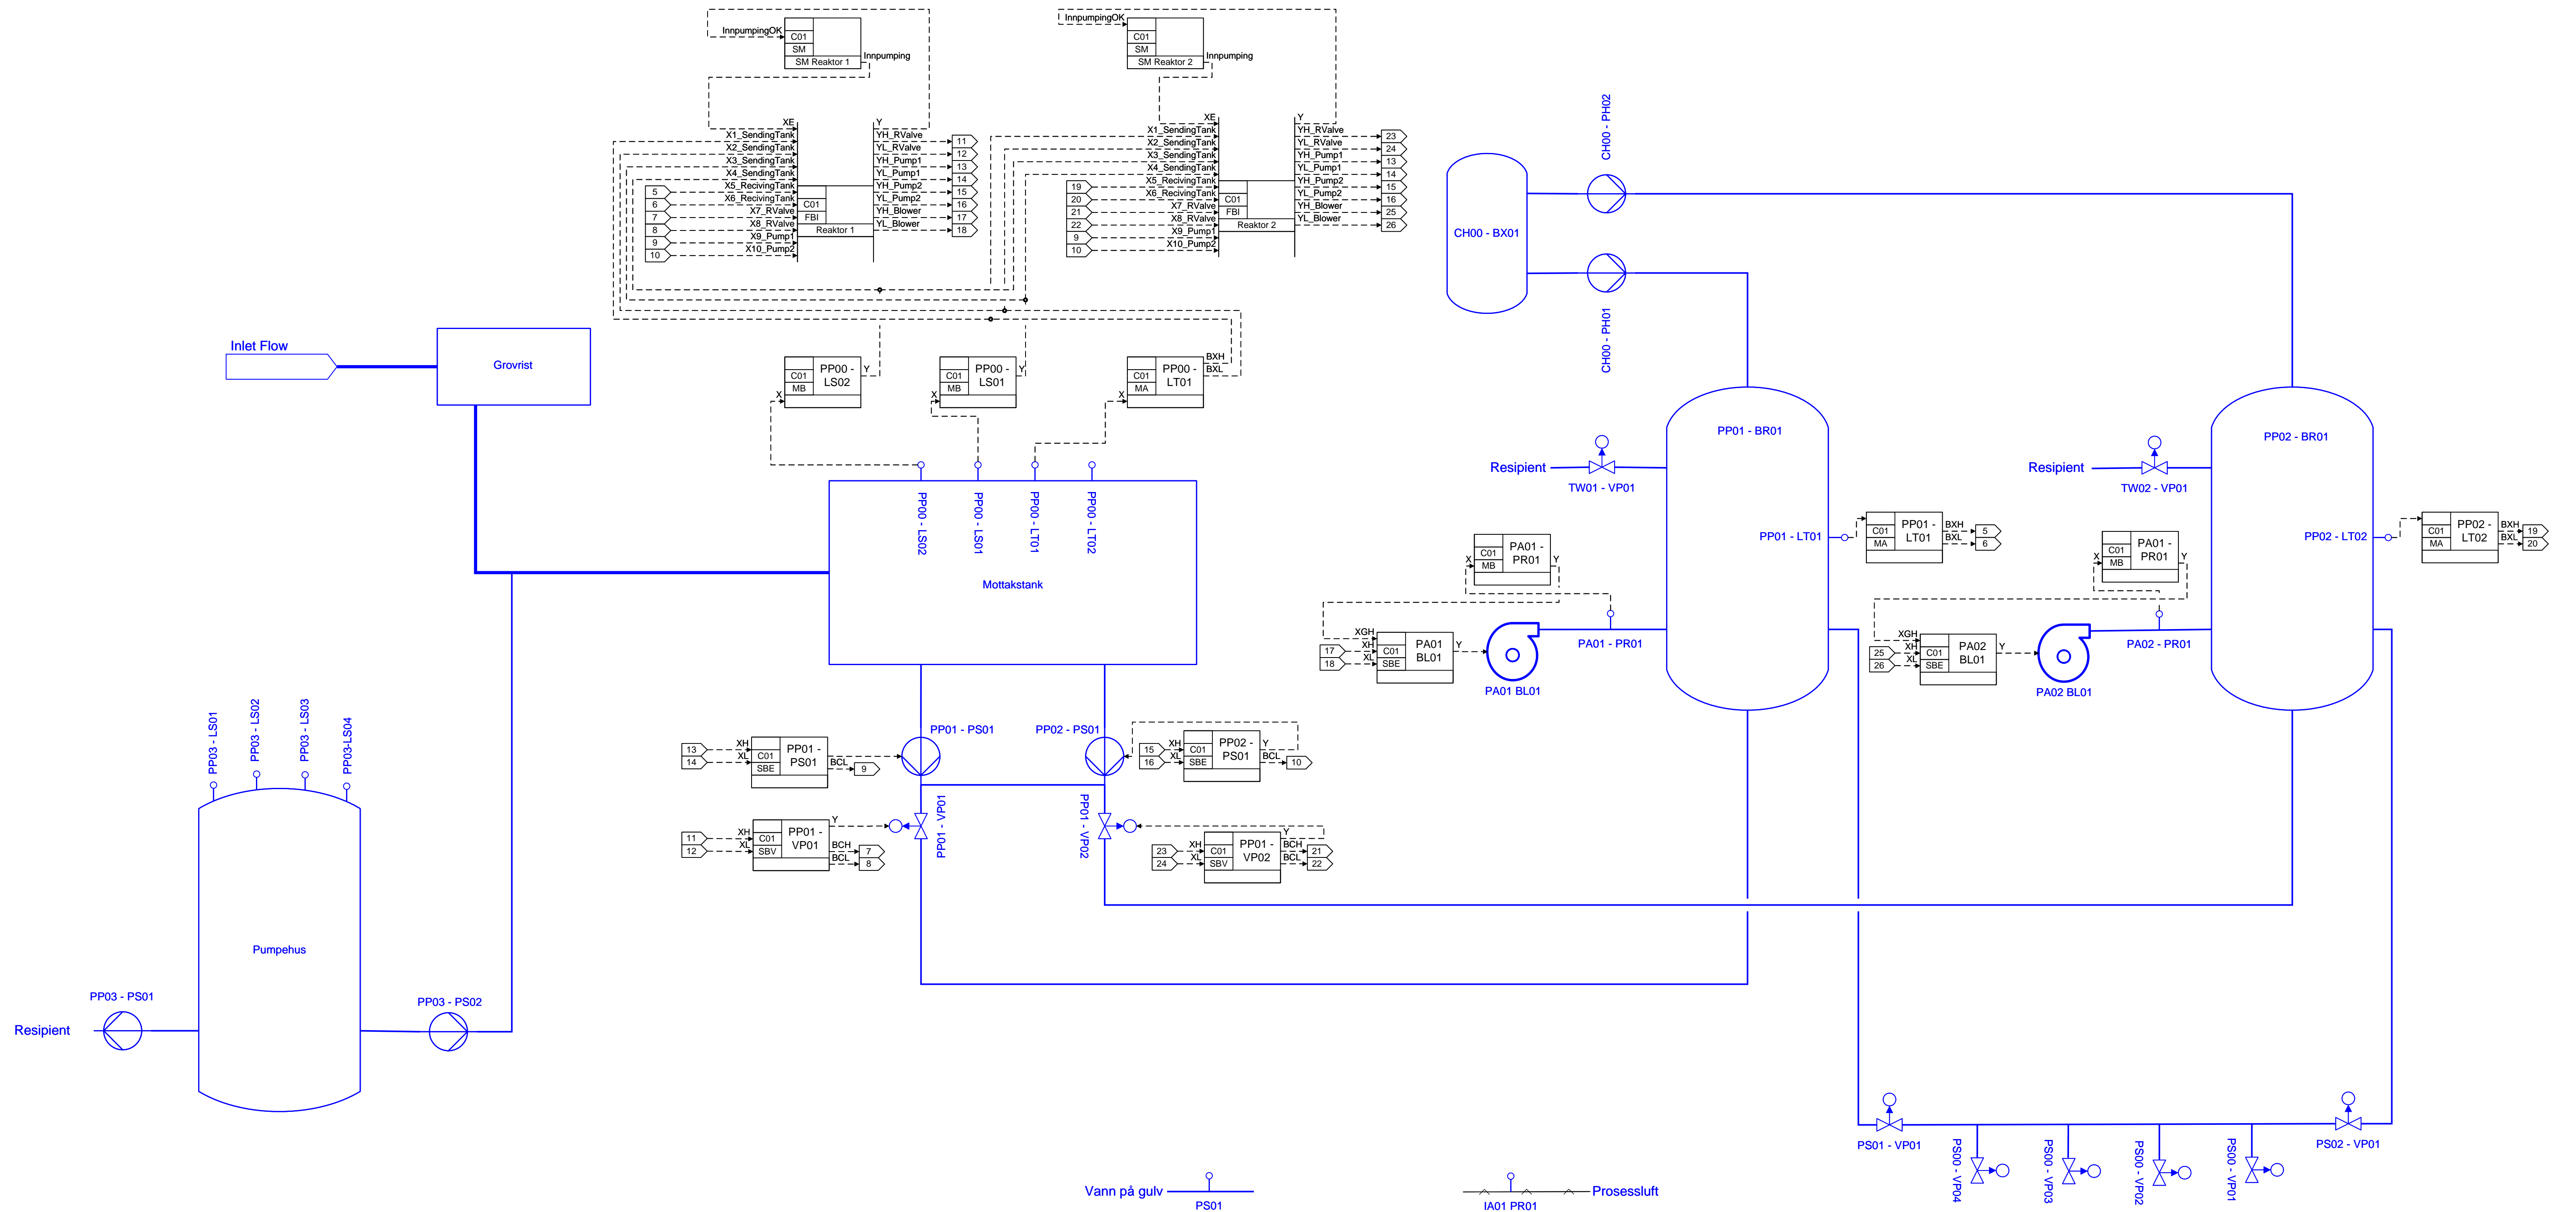 InnpumpingOK
C01
SM
SM Reaktor 1
Innpumping
InnpumpingOK
C01
SM
SM Reaktor 2
Innpumping
XE
X1_SendingTank
X2_SendingTank
X3_SendingTank
X4_SendingTank
X5_RecivingTank
X6_RecivingTank
X7_RValve
X8_RValve
X9_Pump1
X10_Pump2
5
6
7
8
9
10
C01
FBI
Reaktor 1
Y
YH_RValve
YL_RValve
YH_Pump1
YL_Pump1
YH_Pump2
YL_Pump2
YH_Blower
YL_Blower
11
12
13
14
15
16
17
18
XE
X1_SendingTank
X2_SendingTank
X3_SendingTank
X4_SendingTank
X5_RecivingTank
X6_RecivingTank
X7_RValve
X8_RValve
X9_Pump1
X10_Pump2
19
20
21
22
9
10
C01
FBI
Reaktor 2
Y
YH_RValve
YL_RValve
YH_Pump1
YL_Pump1
YH_Pump2
YL_Pump2
YH_Blower
YL_Blower
23
24
13
14
15
16
25
26
CH00 - BX01
CH00 - PH02
CH00 - PH01
Inlet Flow
Grovrist
X
C01
MB
PP00 -
LS02
Y
X
C01
MB
PP00 -
LS01
Y
X
C01
MA
PP00 -
LT01
BXH
BXL
PP00 - LS02
PP00 - LS01
PP00 - LT01
PP00 - LT02
Mottakstank
PP01 - BR01
Resipient
TW01 - VP01
PP01 - LT01
C01
MA
PP01 -
LT01
BXH
BXL
5
6
X
C01
MB
PA01 -
PR01
Y
XGH
XH
XL
17
18
C01
SBE
PA01
BL01
Y
PA01 BL01
PA01 - PR01
PP02 - BR01
Resipient
TW02 - VP01
PP02 - LT02
C01
MA
PP02 -
LT02
BXH
BXL
19
20
X
C01
MB
PA01 -
PR01
Y
XGH
XH
XL
25
26
C01
SBE
PA02
BL01
Y
PA02 BL01
PA02 - PR01
PP03 - LS01
PP03 - LS02
PP03 - LS03
PP03-LS04
Pumpehus
PP03 - PS01
Resipient
PP03 - PS02
13
14
XH
XL
C01
SBE
PP01 -
PS01
BCL
9
PP01 - PS01
PP02 - PS01
15
16
XH
XL
C01
SBE
PP02 -
PS01
Y
BCL
10
11
12
XH
XL
C01
SBV
PP01 -
VP01
Y
BCH
BCL
7
8
PP01 - VP01
PP01 - VP02
23
24
XH
XL
C01
SBV
PP01 -
VP02
Y
BCH
BCL
21
22
PS01 - VP01
PS02 - VP01
PS00 - VP04
PS00 - VP03
PS00 - VP02
PS00 - VP01
Vann på gulv
PS01
IA01 PR01
Prosessluft